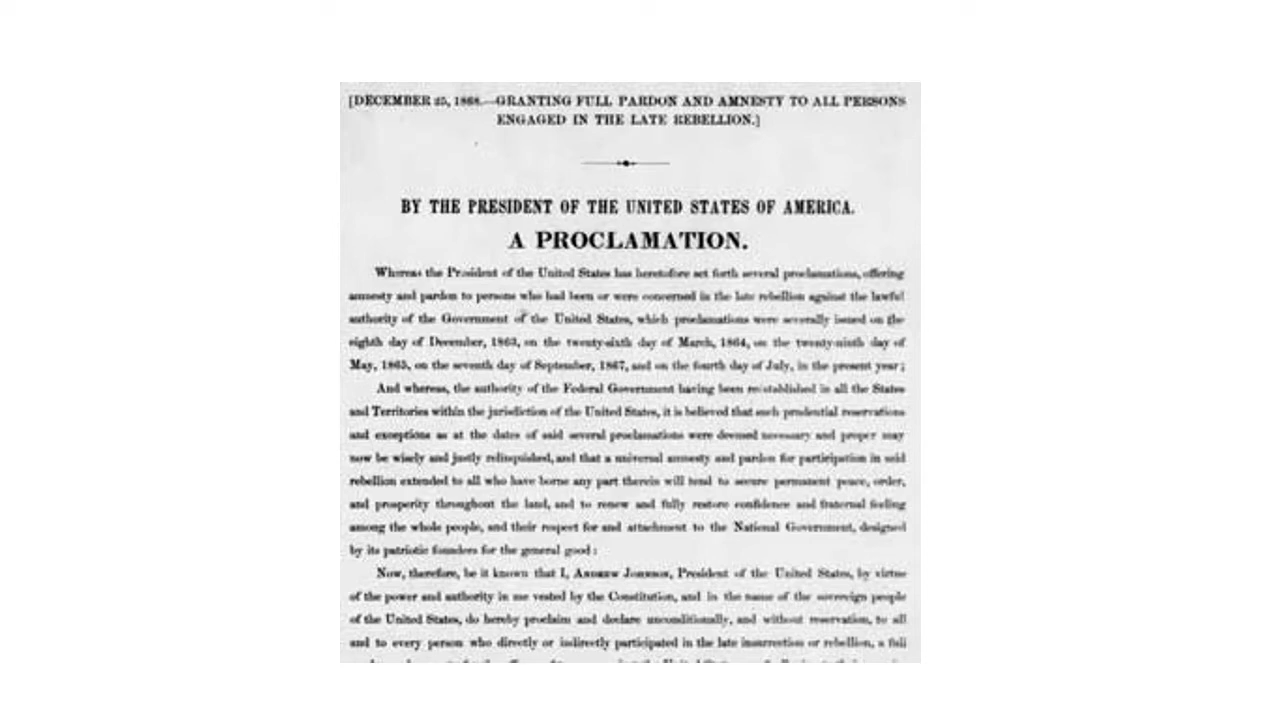 [DECEMBER 25, 1868.—GRANTING FULL PARDON AND AMNESTY TO ALL PERSONS
ENGAGED IN THE LATE REBELLION.]
BY THE PRESIDENT OF THE UNITED STATES OF AMERICA.
A PROCLAMATION.
Whereas the President of the United States has heretofore set forth several proclamations, offering
amnesty and pardon to persons who had been or were concerned in the late rebellion against the lawful
authority of the Government of the United States, which proclamations were severally issued on the
eighth day of December, 1863, on the twenty-sixth day of March, 1864, on the twenty-ninth day of
May, 1865, on the seventh day of September, 1867, and on the fourth day of July, in the present year;
And whereas, the authority of the Federal Government having been re-established in all the States
and Territories within the jurisdiction of the United States, it is believed that such prudential reservations
and exceptions as at the dates of said several proclamations were deemed necessary and proper may
now be wisely and justly relinquished, and that a universal amnesty and pardon for participation in said
rebellion extended to all who have borne any part therein will tend to secure permanent peace, order,
and prosperity throughout the land, and to renew and fully restore confidence and fraternal feeling
among the whole people, and their respect for and attachment to the National Government, designed
by its patriotic founders for the general good:
Now, therefore, be it known that I, ANDREW JOHNSON, President of the United States, by virtue
of the power and authority in me vested by the Constitution, and in the name of the sovereign people
of the United States, do hereby proclaim and declare unconditionally, and without reservation, to all
and to every person who directly or indirectly participated in the late insurrection or rebellion, a full